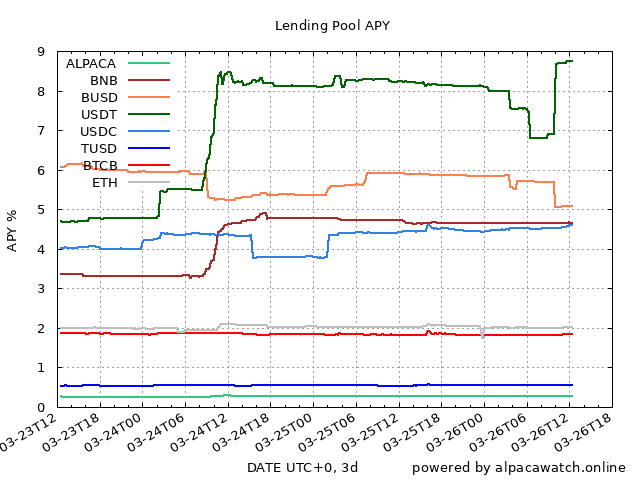 Lending Pool APY
9
8
7
6
5
4
3
2
1
0
APY %
ALPACA
BNB
BUSD
USDT
USDC
TUSD
BTCB
ETH
03-23T12
03-23T18
03-24T00
03-24T06
03-24T12
03-24T18
03-25T00
03-25T06
03-25T12
03-25T18
03-26T00
03-26T06
03-26T12
03-26T18
DATE UTC+0, 3d
powered by alpacawatch.online